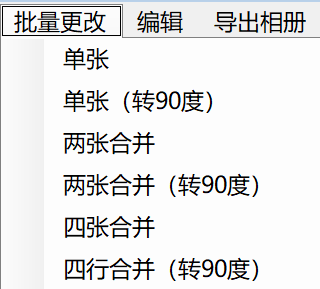 批量更改 编辑 导出相册
单张
单张（转90度）
两张合并
两张合并（转90度）
四张合并
四行合并（转90度）